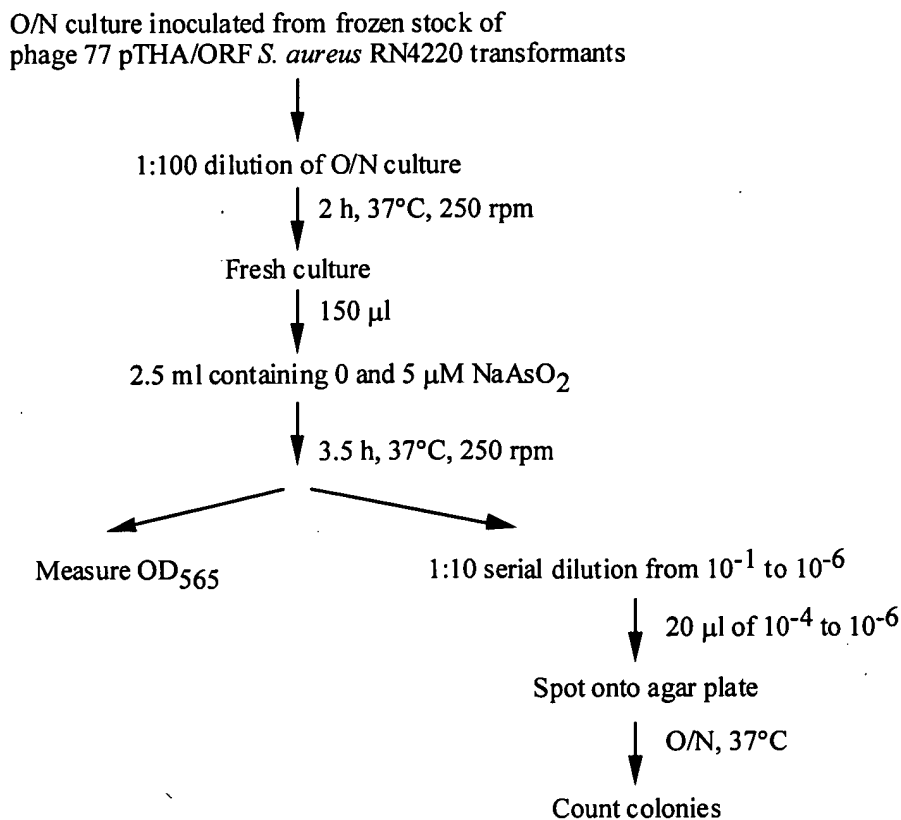 O/N culture inoculated from frozen stock of
phage 77 pTHA/ORF S. aureus RN4220 transformants
1:100 dilution of O/N culture
2 h, 37°C, 250 rpm
Fresh culture
150 µl
2.5 ml containing 0 and 5 µM NaAsO2
3.5 h, 37°C, 250 rpm
Measure OD565
1:10 serial dilution from 10-1 to 10-6
20 µl of 10-4 to 10-6
Spot onto agar plate
O/N, 37°C
Count colonies